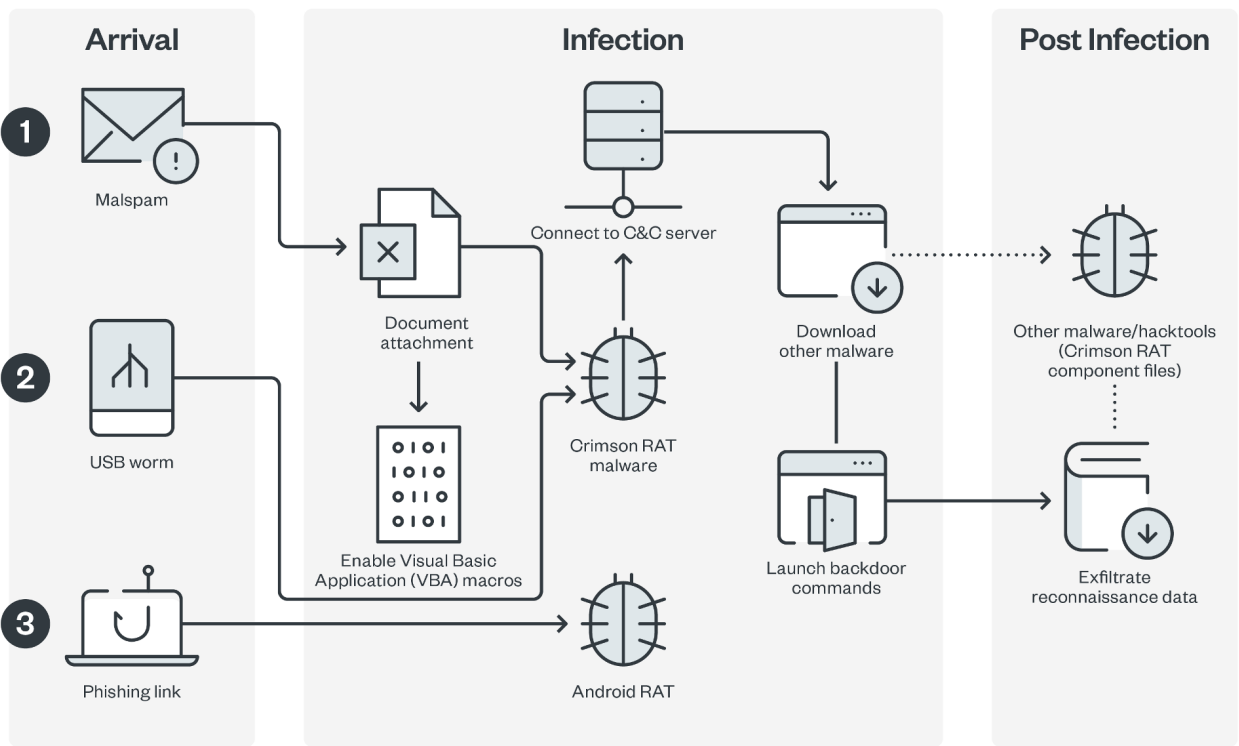 Arrival
Infection
Post Infection
1
Malspam
!
Connect to C&C server
Document
attachment
Download
other malware
Other malware/hacktools
(Crimson RAT
component files)
2
USB worm
Crimson RAT
malware
0101
1010
0110
0101
Enable Visual Basic
Application (VBA) macros
Launch backdoor
commands
Exfiltrate
reconnaissance data
3
Phishing link
Android RAT